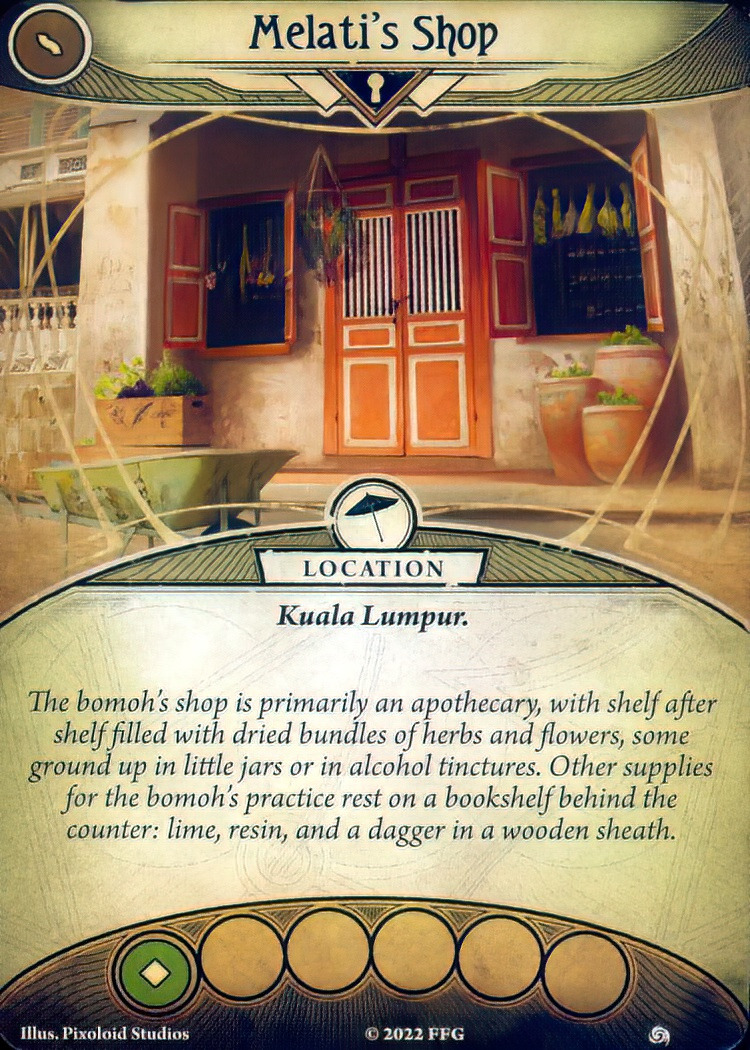 Melati's Shop
LOCATION
Kuala Lumpur.
The bomoh's shop is primarily an apothecary, with shelf after
shelf filled with dried bundles of herbs and flowers, some
ground up in little jars or in alcohol tinctures. Other supplies
for the bomoh's practice rest on a bookshelf behind the
counter: lime, resin, and a dagger in a wooden sheath.
Illus. Pixoloid Studios
© 2022 FFG